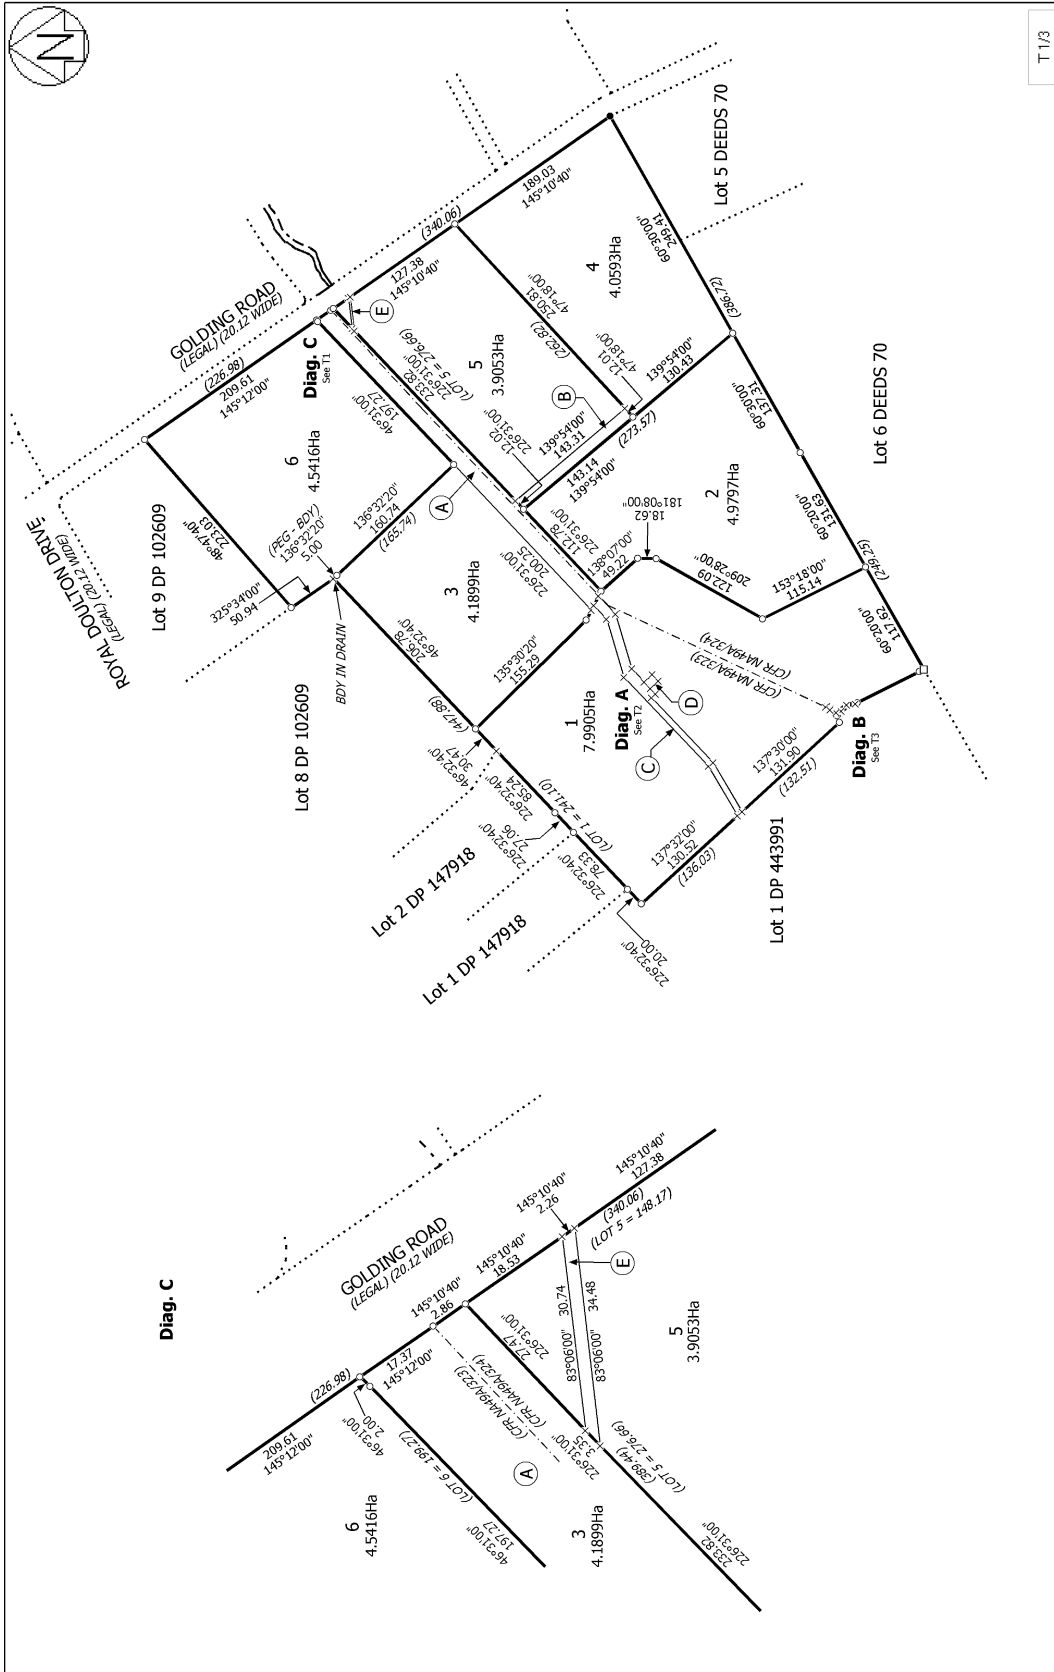 N
T 1/3
ROYAL DOULTON DRIVE
(LEGAL) (20.12 WIDE)
GOLDING ROAD
(LEGAL) (20.12 WIDE)
Lot 9 DP 102609
Lot 8 DP 102609
Lot 2 DP 147918
Lot 1 DP 147918
Lot 1 DP 443991
Lot 5 DEEDS 70
Lot 6 DEEDS 70
(226.98)
209.61
145°12'00"
48°47'40"
223.03
325°34'00"
50.94
(PEG - BDY)
136°32'20"
5.00
BDY IN DRAIN
136°32'20"
160.74
(165.74)
6
4.5416Ha
46°31'00"
197.27
Diag. C
See T1
E
127.38
145°10'40"
(340.06)
189.03
145°10'40"
226°31'00"
233.82
(LOT 5 = 276.66)
5
3.9053Ha
250.81
47°18'00"
(262.82)
4
4.0593Ha
60°30'00"
249.41
(386.72)
12.01
47°18'00"
139°54'00"
130.43
B
139°54'00"
143.31
(273.57)
143.14
139°54'00"
12.02
226°31'00"
A
3
4.1899Ha
226°31'00"
200.25
226°31'00"
112.78
206.78
46°32'40"
(447.88)
135°30'20"
155.29
138°07'00"
49.22
18.62
181°08'00"
2
4.9797Ha
209°28'00"
122.09
153°18'00"
115.14
60°30'00"
137.31
60°20'00"
131.63
(249.25)
117.62
60°20'00"
(CFR NA49A/324)
(CFR NA49A/323)
1
7.9905Ha
Diag. A
See T2
D
C
46°32'40"
30.47
226°32'40"
85.24
226°32'40"
27.06
(LOT 1 = 241.10)
226°32'40"
78.33
226°32'40"
20.00
137°32'00"
130.52
(136.03)
137°30'00"
131.90
(132.51)
Diag. B
See T3
Diag. C
GOLDING ROAD
(LEGAL) (20.12 WIDE)
209.61
145°12'00"
(226.98)
17.37
145°12'00"
145°10'40"
2.86
145°10'40"
18.53
145°10'40"
2.26
145°10'40"
127.38
(340.06)
(LOT 5 = 148.17)
46°31'00"
2.00
(LOT 6 = 199.27)
46°31'00"
197.27
(CFR NA49A/323)
(CFR NA49A/324)
226°31'00"
27.47
30.74
83°06'00"
34.48
83°06'00"
E
226°31'00"
3.35
(LOT 5 = 276.66)
(389.44)
226°31'00"
233.82
6
4.5416Ha
A
3
4.1899Ha
5
3.9053Ha